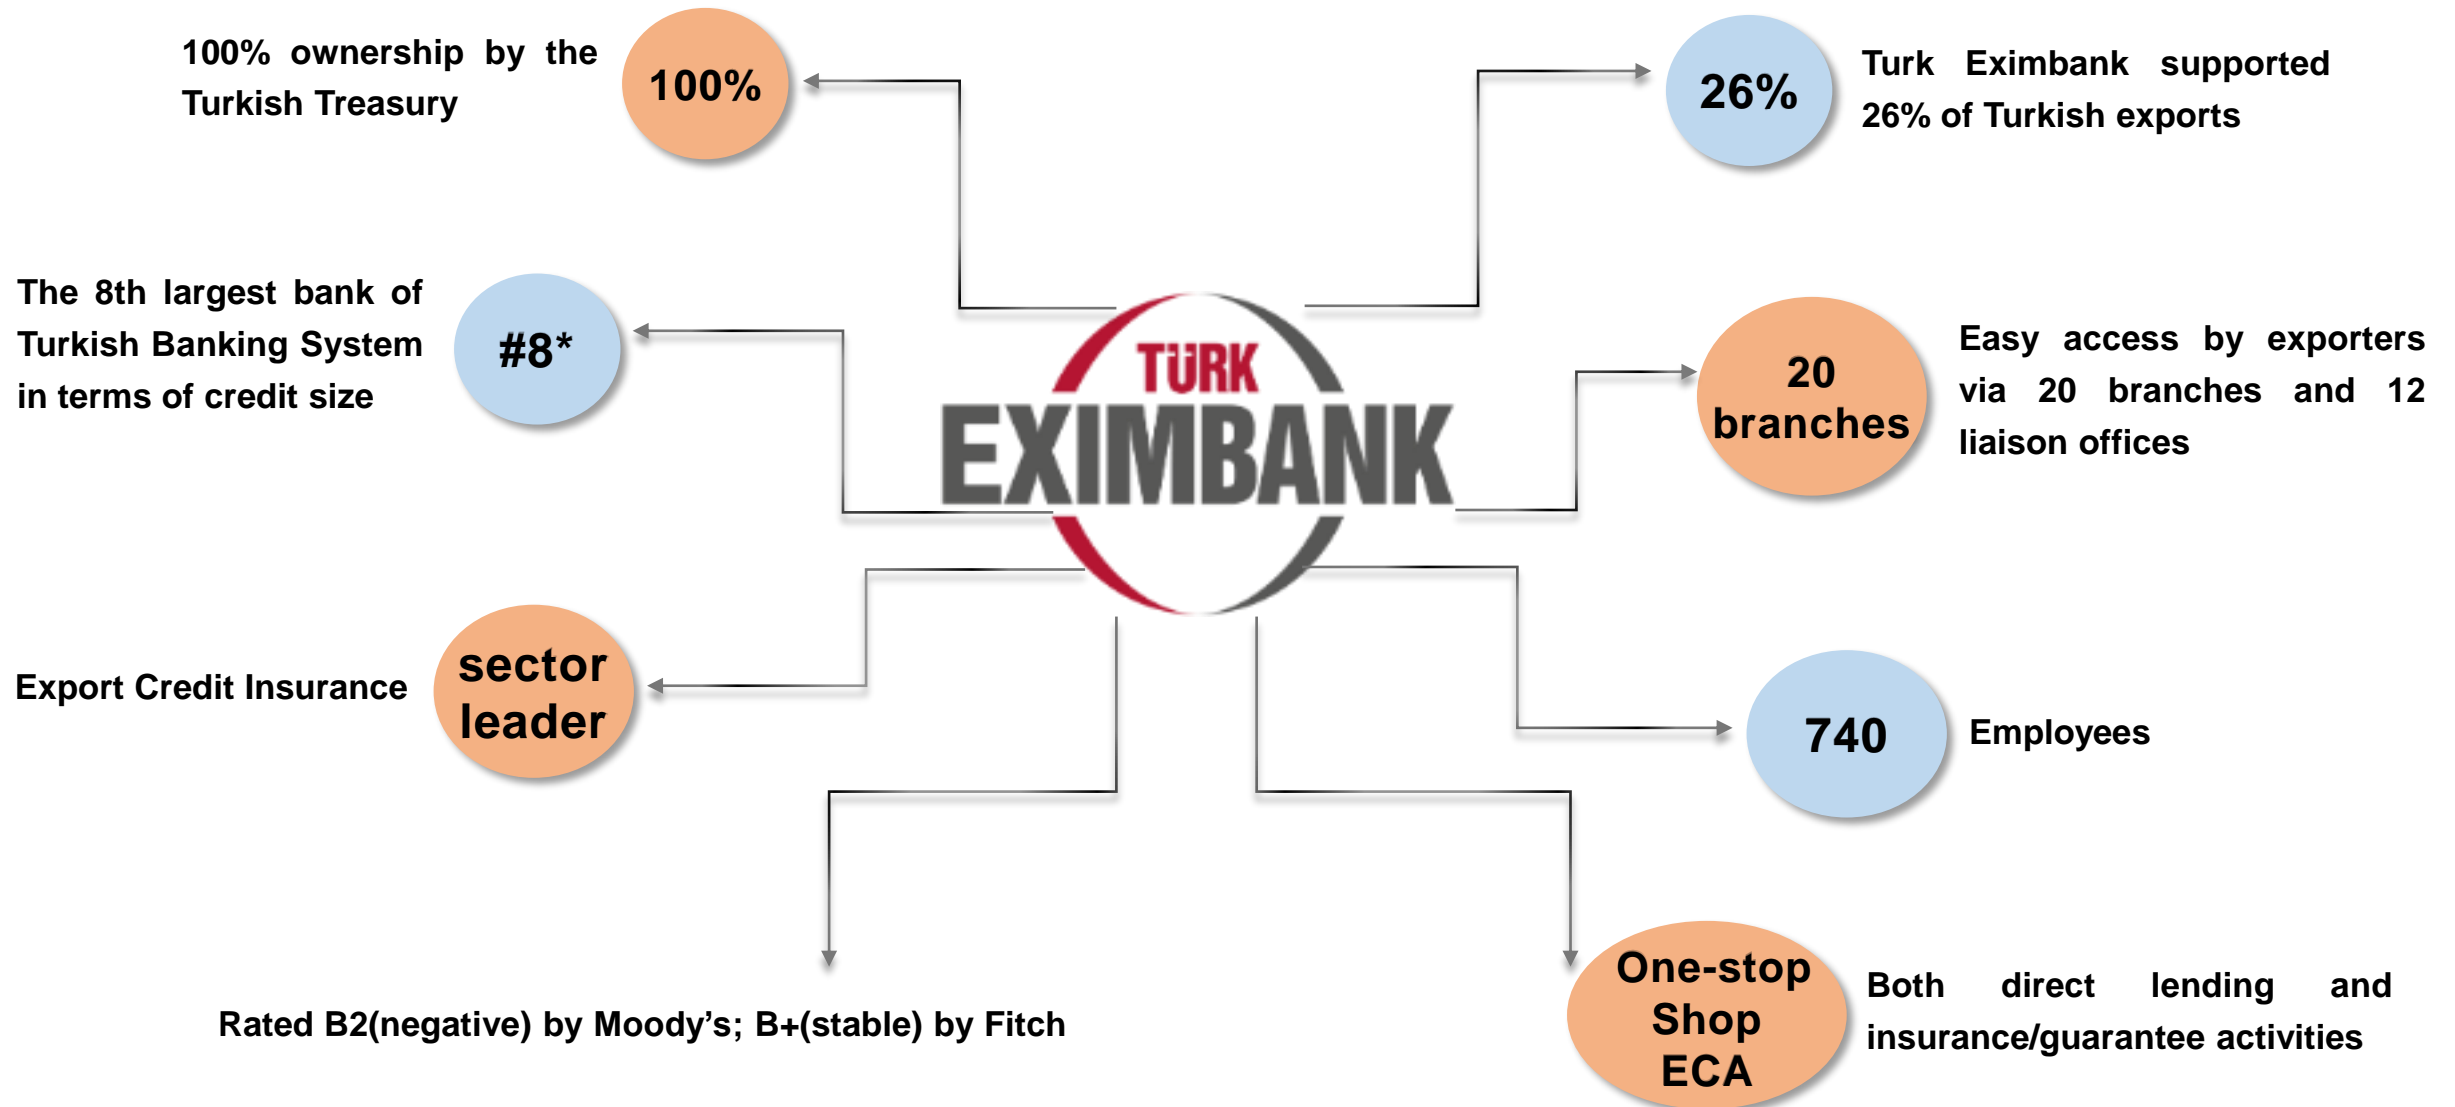 100% ownership by the
Turkish Treasury
100%
26%
Turk Eximbank supported
26% of Turkish exports
The 8th largest bank of
Turkish Banking System
in terms of credit size
#8*
TÜRK
EXIMBANK
20
branches
Easy access by exporters
via 20 branches and 12
liaison offices
Export Credit Insurance
sector
leader
740
Employees
Rated B2(negative) by Moody’s; B+(stable) by Fitch
One-stop
Shop
ECA
Both direct lending and
insurance/guarantee activities